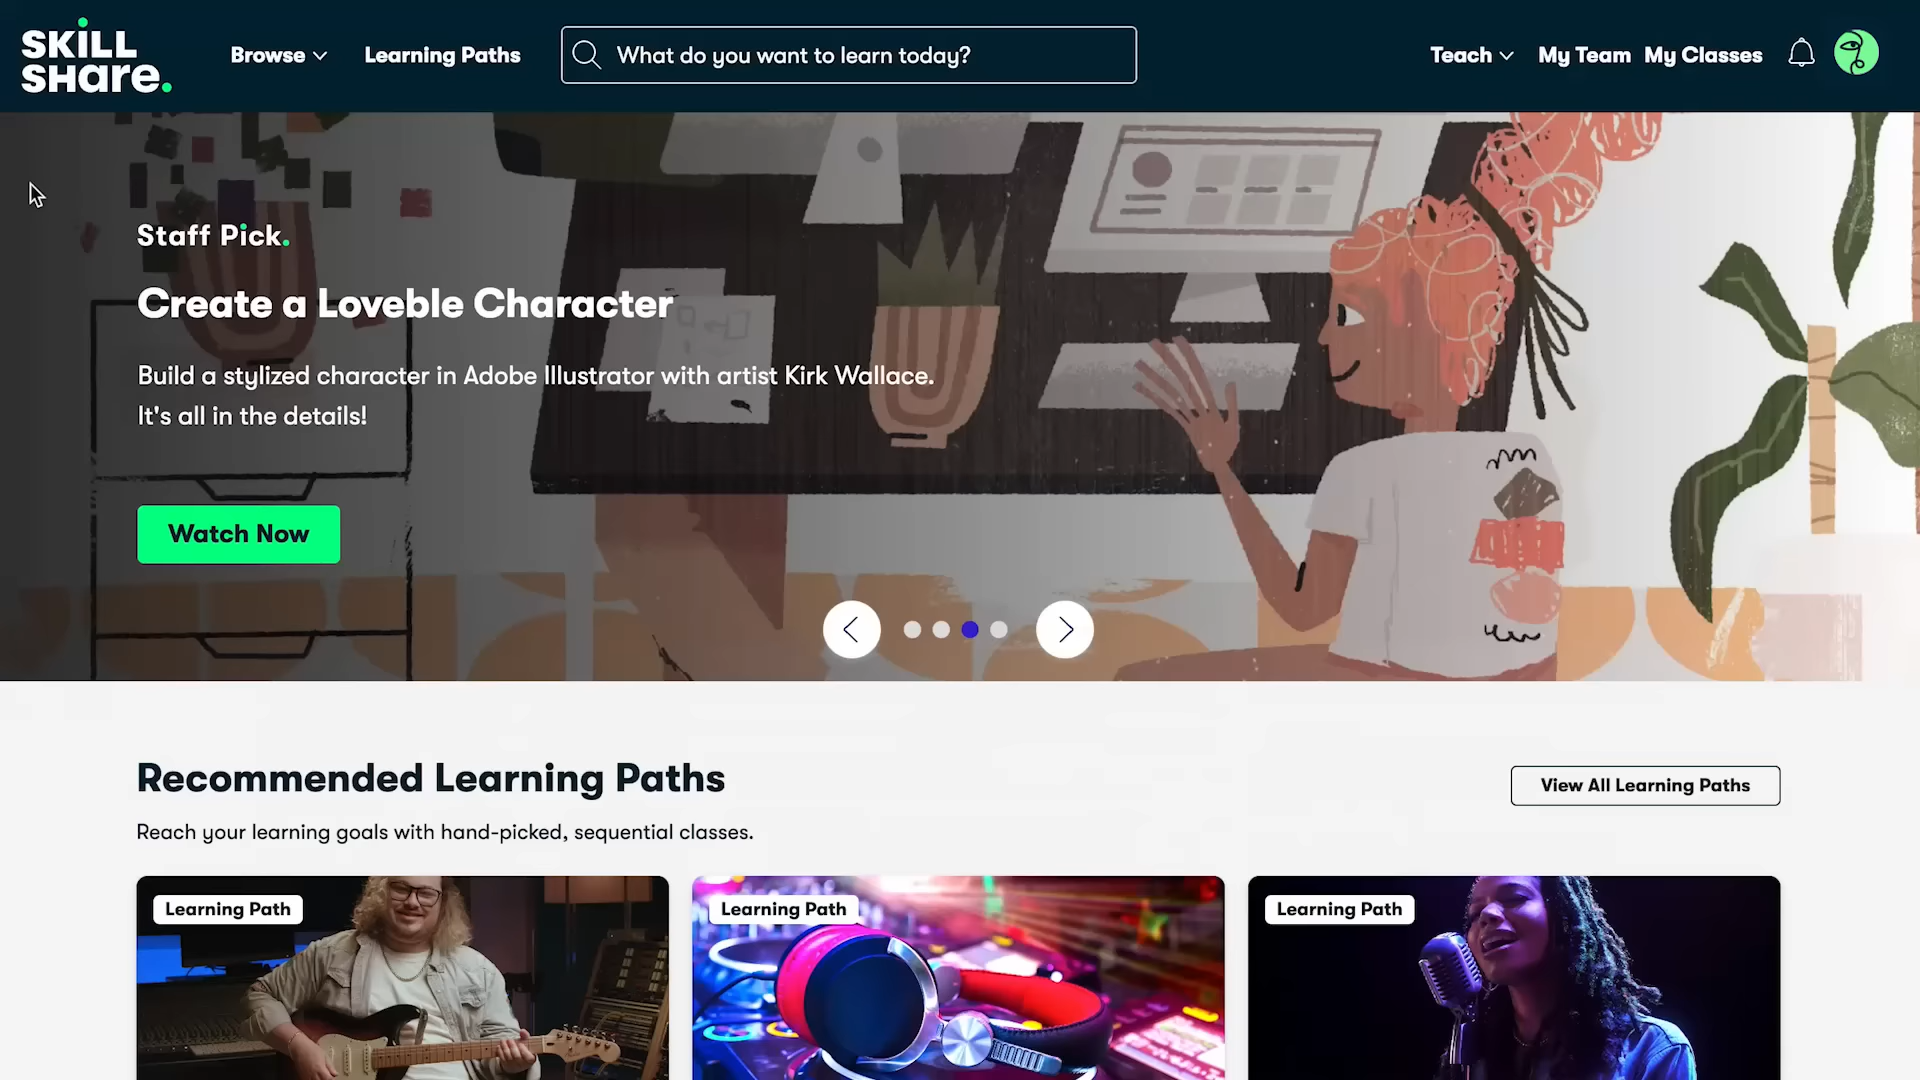 SKILL
SHARE.
Browse
Learning Paths
What do you want to learn today?
Teach
My Team
My Classes
Staff Pick.
Create a Loveble Character
Build a stylized character in Adobe Illustrator with artist Kirk Wallace.
It's all in the details!
Watch Now
Recommended Learning Paths
View All Learning Paths
Reach your learning goals with hand-picked, sequential classes.
Learning Path
Learning Path
Learning Path